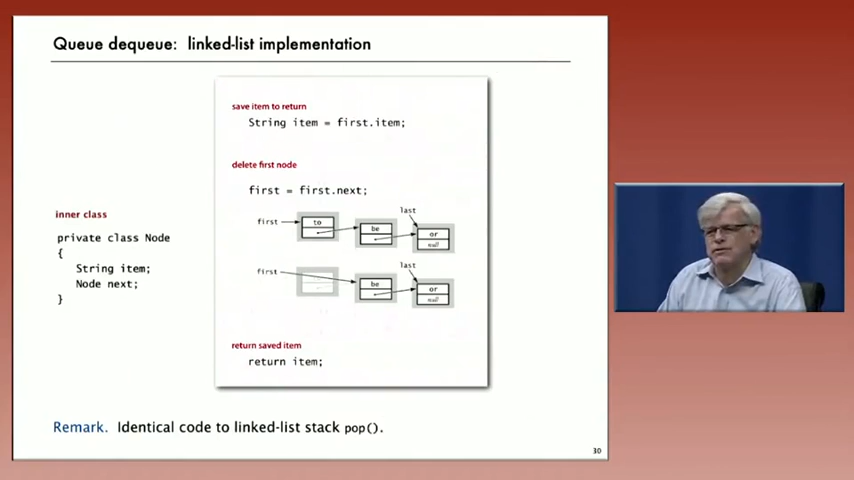 Queue dequeue: linked-list implementation
save item to return
String item = first.item;
delete first node
first = first.next;
last
first
to
be
or
null
last
first
be
or
null
return saved item
return item;
inner class
private class Node
{
String item;
Node next;
}
Remark. Identical code to linked-list stack pop().
30